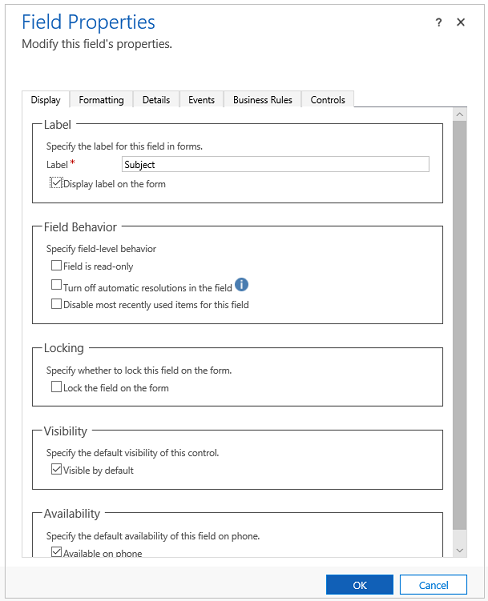 Field Properties
? ✕
Modify this field's properties.
Display Formatting Details Events Business Rules Controls
Label
Specify the label for this field in forms.
Label * Subject
Display label on the form
Field Behavior
Specify field-level behavior
Field is read-only
Turn off automatic resolutions in the field i
Disable most recently used items for this field
Locking
Specify whether to lock this field on the form.
Lock the field on the form
Visibility
Specify the default visibility of this control.
Visible by default
Availability
Specify the default availability of this field on phone.
Available on phone
OK Cancel